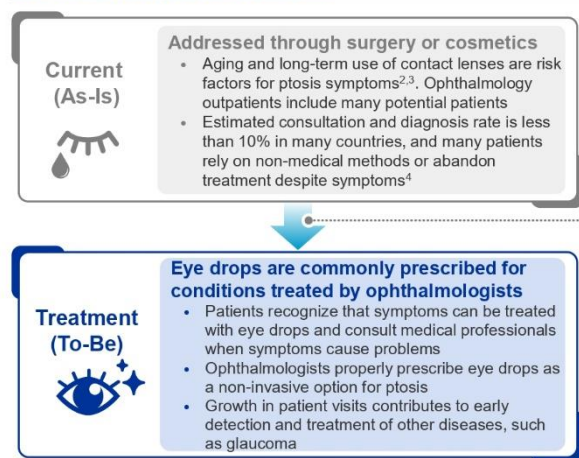 Current
(As-Is)
Addressed through surgery or cosmetics
• Aging and long-term use of contact lenses are risk
factors for ptosis symptoms²,³. Ophthalmology
outpatients include many potential patients
• Estimated consultation and diagnosis rate is less
than 10% in many countries, and many patients
rely on non-medical methods or abandon
treatment despite symptoms⁴
Treatment
(To-Be)
Eye drops are commonly prescribed for
conditions treated by ophthalmologists
• Patients recognize that symptoms can be treated
with eye drops and consult medical professionals
when symptoms cause problems
• Ophthalmologists properly prescribe eye drops as
a non-invasive option for ptosis
• Growth in patient visits contributes to early
detection and treatment of other diseases, such
as glaucoma